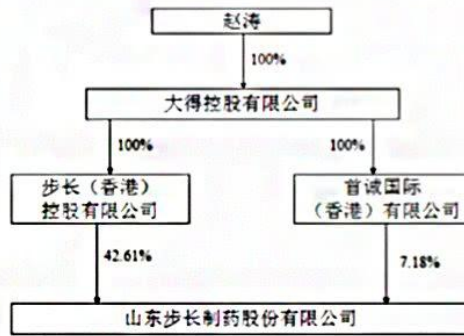 赵涛
100%
大得控股有限公司
100%
100%
步长（香港）
控股有限公司
首诚国际
（香港）有限公司
42.61%
7.18%
山东步长制药股份有限公司